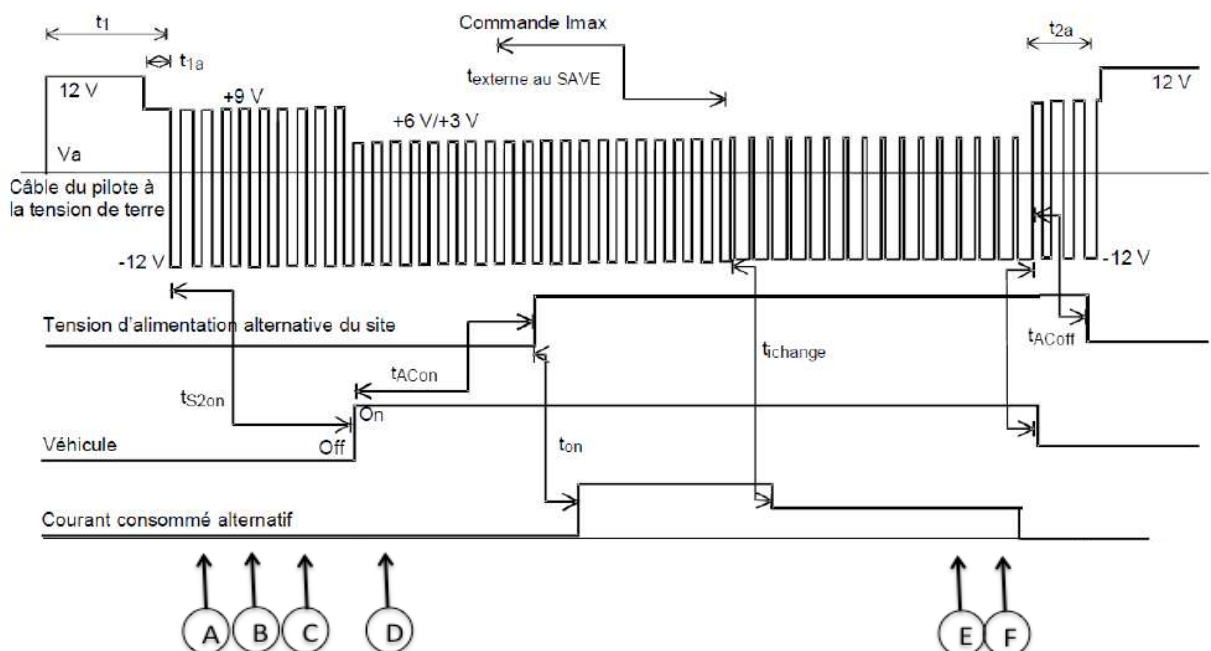 t1
Commande Imax
t2a
t1a
texterne au SAVE
12 V
+9 V
12 V
+6 V/+3 V
Va
Câble du pilote à
la tension de terre
-12 V
-12 V
Tension d'alimentation alternative du site
tACoff
tichange
tACon
tS2on
On
Véhicule
Off
ton
Courant consommé alternatif
A B C D E F